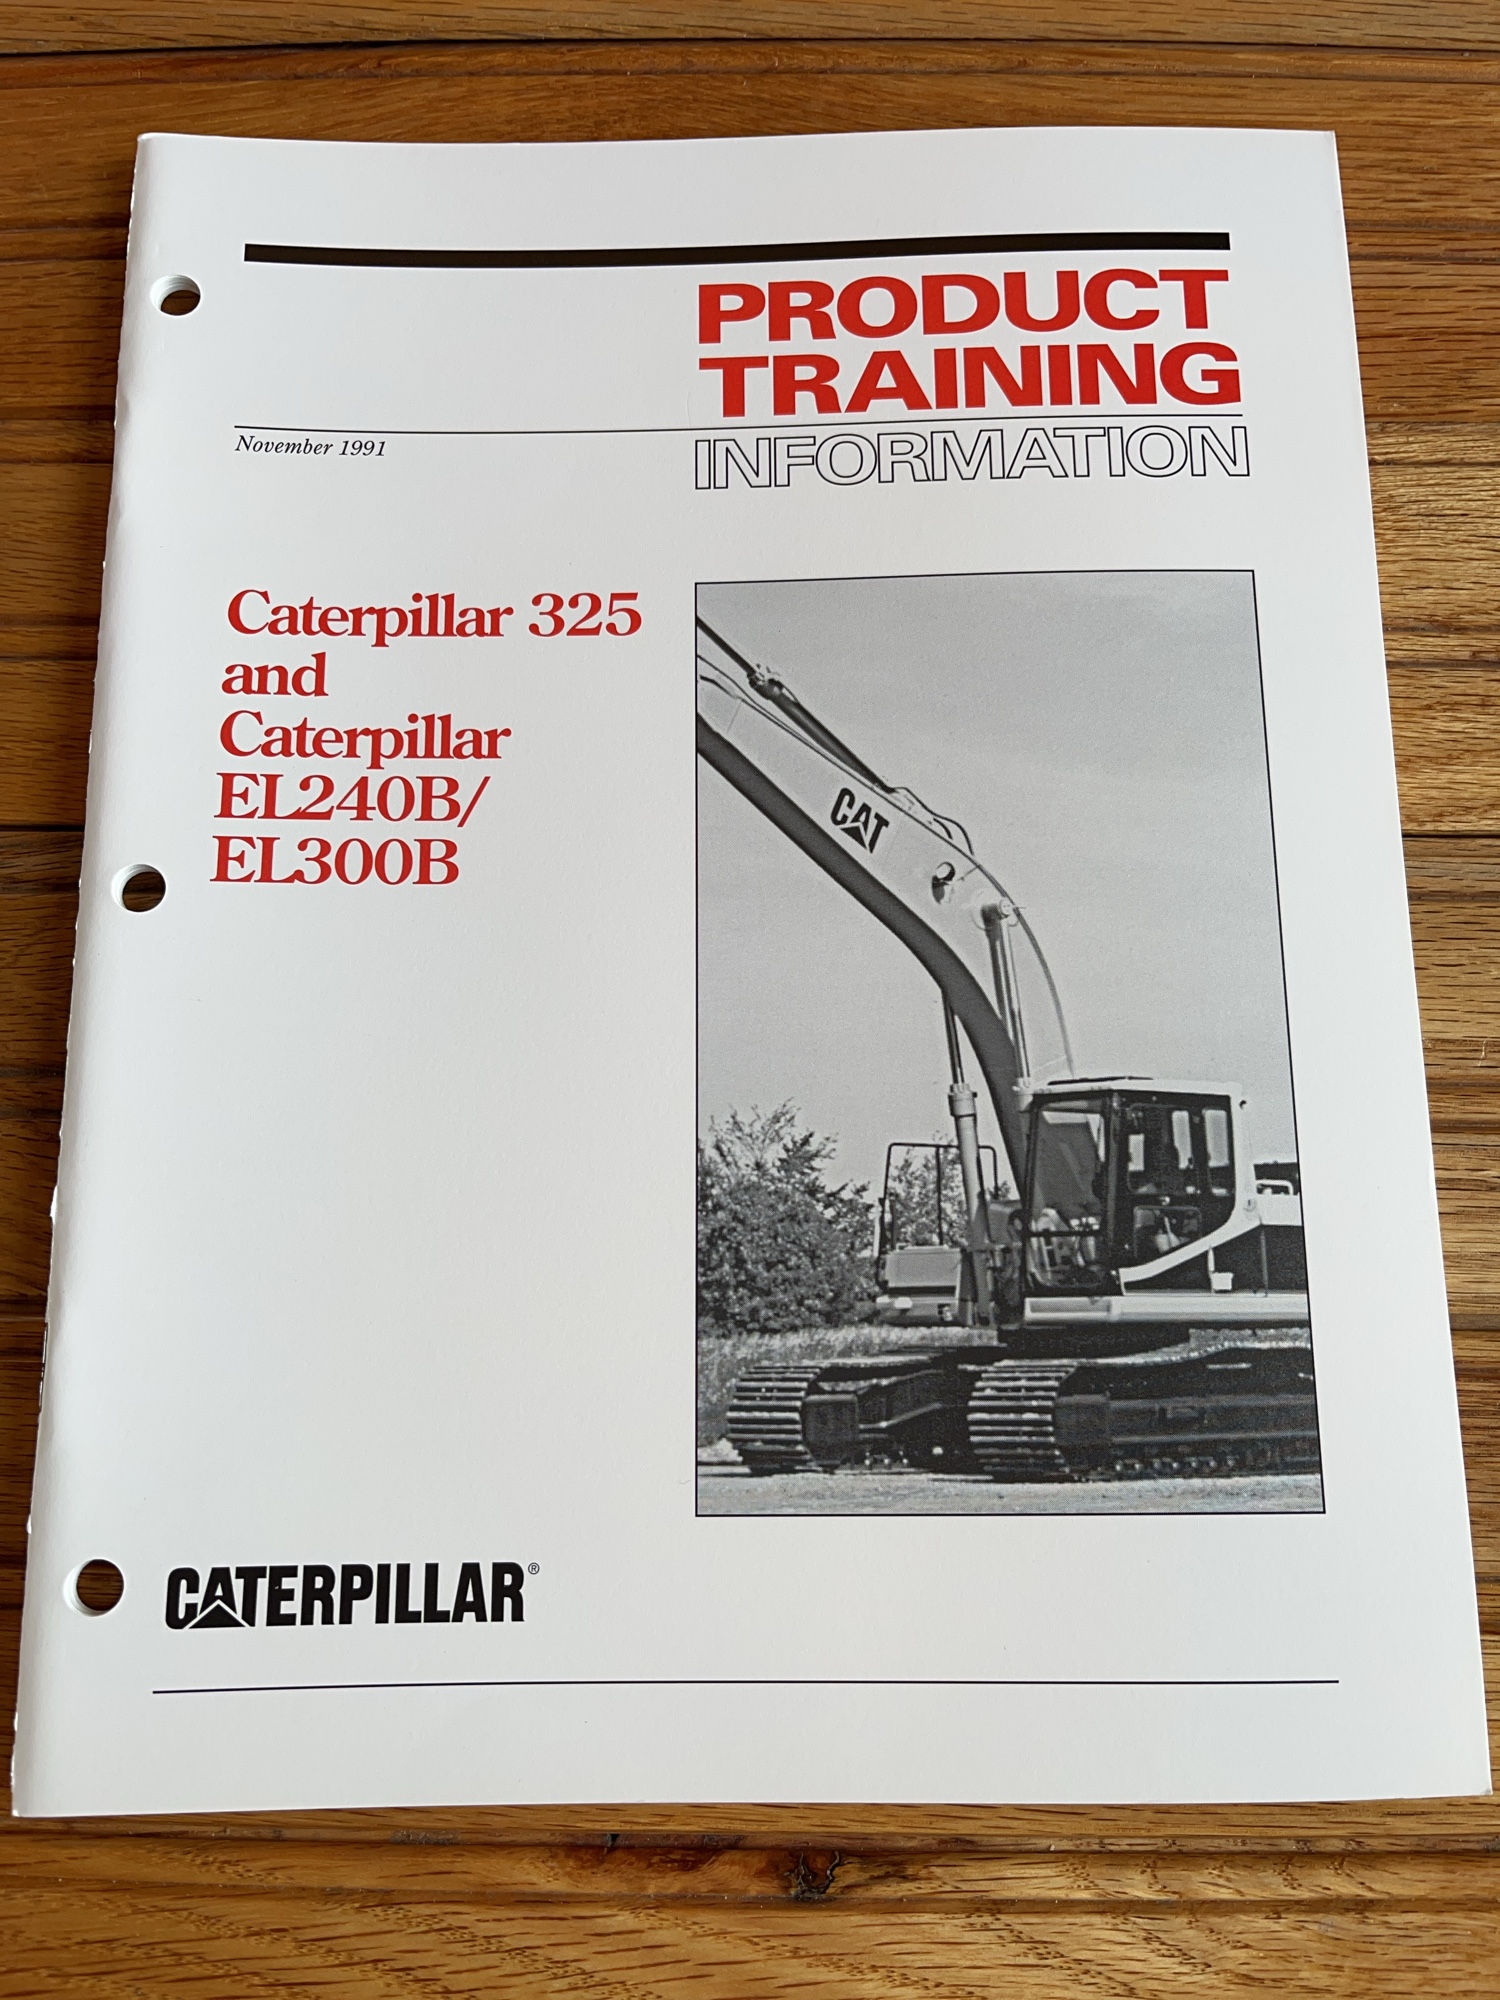 PRODUCT
TRAINING
INFORMATION
November 1991
Caterpillar 325
and
Caterpillar
EL240B/
EL300B
CAT
CATERPILLAR®